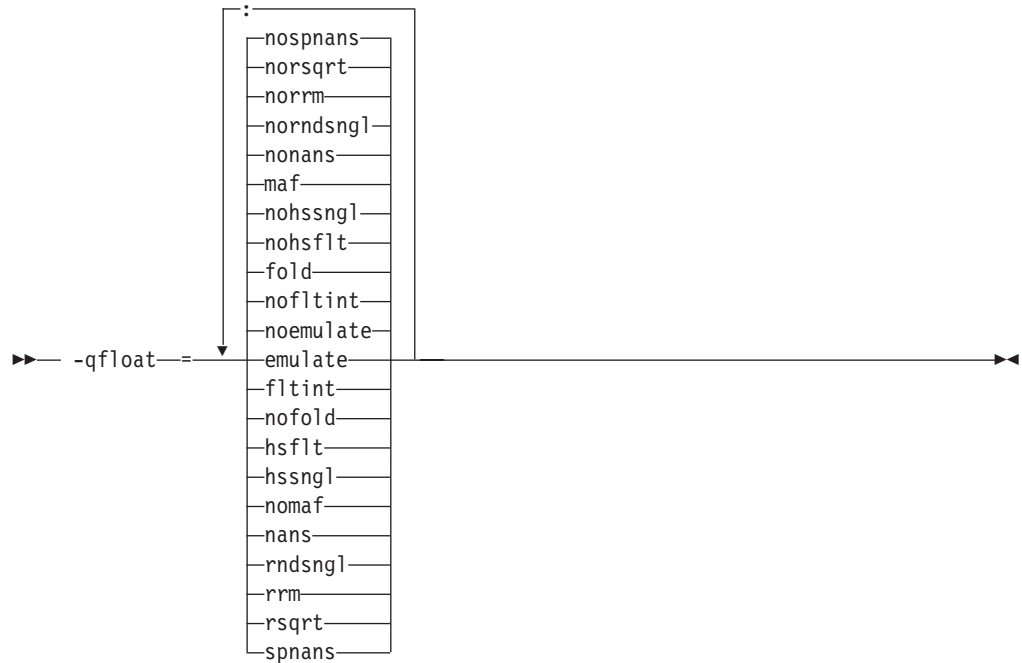 :
nospnans
norsqrt
norrm
norndsngl
nonans
maf
nohssngl
nohsflt
fold
nofltint
noemulate
-qfloat = emulate
fltint
nofold
hsflt
hssngl
nomaf
nans
rndsngl
rrm
rsqrt
spnans